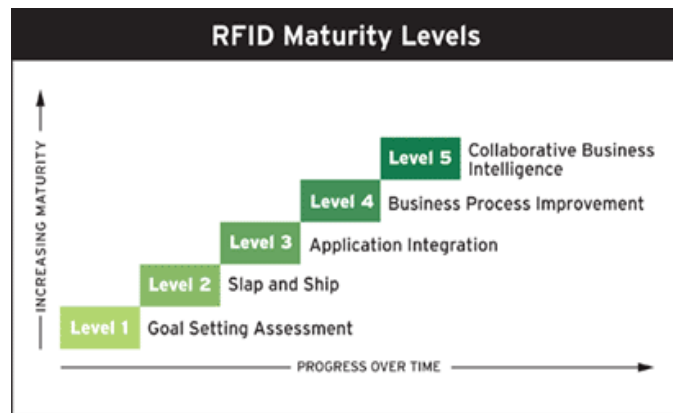 RFID Maturity Levels
INCREASING MATURITY
Level 5 Collaborative Business
Intelligence
Level 4 Business Process Improvement
Level 3 Application Integration
Level 2 Slap and Ship
Level 1 Goal Setting Assessment
PROGRESS OVER TIME